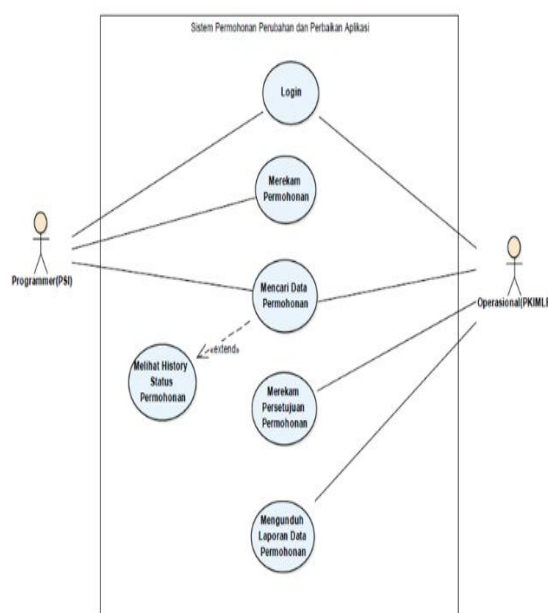 Sistem Permohonan Perubahan dan Perbaikan Aplikasi
Login
Merekam
Permohonan
Programmer(PSI)
Mencari Data
Permohonan
Operasional(PKIMLF
«extend»
Melihat History
Status
Permohonan
Merekam
Persetujuan
Permohonan
Mengunduh
Laporan Data
Permohonan